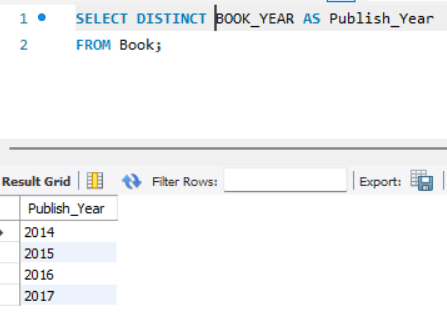 1 SELECT DISTINCT BOOK_YEAR AS Publish_Year
2 FROM Book;
Result Grid Filter Rows: Export:
Publish_Year
2014
2015
2016
2017